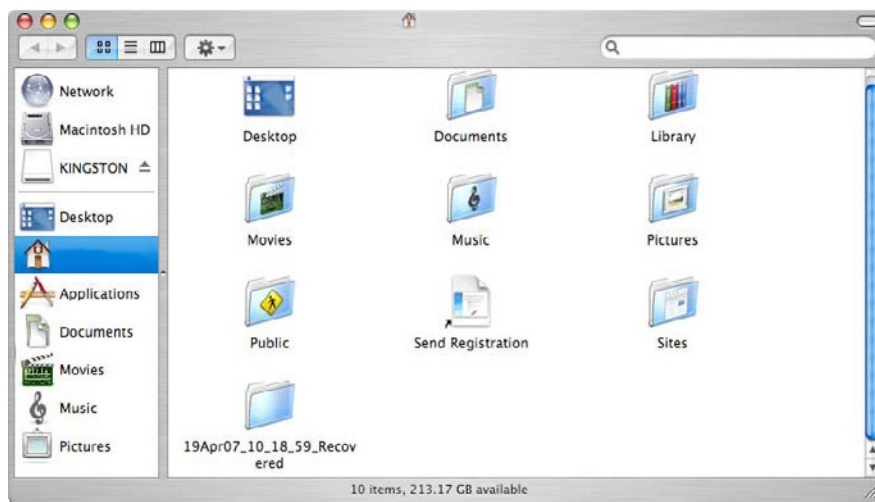 Network
Macintosh HD
KINGSTON
Desktop
Applications
Documents
Movies
Music
Pictures
Desktop
Documents
Library
Movies
Music
Pictures
Public
Send Registration
Sites
19Apr07_10_18_59_Recov
ered
10 items, 213.17 GB available